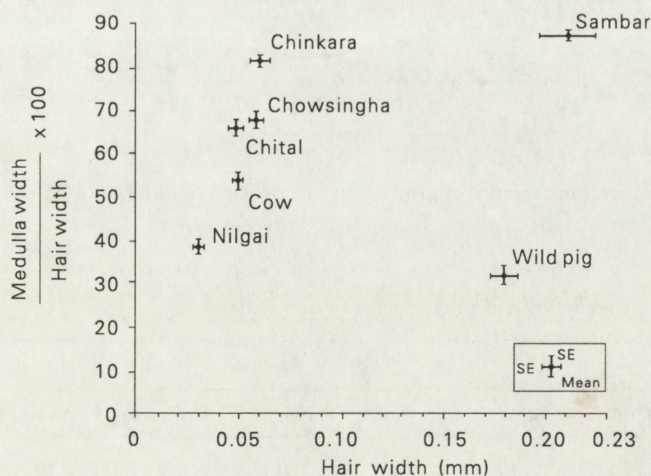 90
80
70
60
50
40
30
20
10
0
Medulla width
Hair width
x 100
Sambar
Chinkara
Chowsingha
Chital
Cow
Nilgai
Wild pig
SE
SE
Mean
0
0.05
0.10
0.15
0.20
0.23
Hair width (mm)